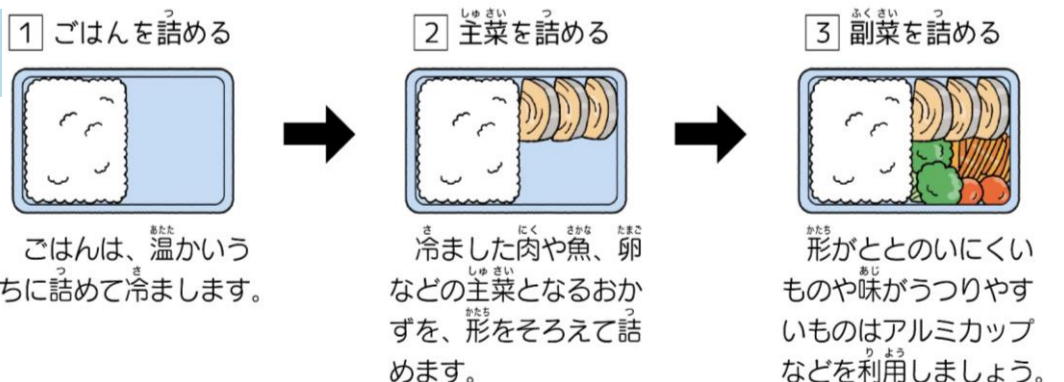 1 ごはんを詰める
ごはんは、温かいう
ちに詰めて冷まします。
2 主菜を詰める
冷ました肉や魚、卵
などの主菜となるおか
ずを、形をそろえて詰
めます。
3 副菜を詰める
形がととのいにくい
ものや味がうつりやす
いものはアルミカップ
などを利用しましょう。